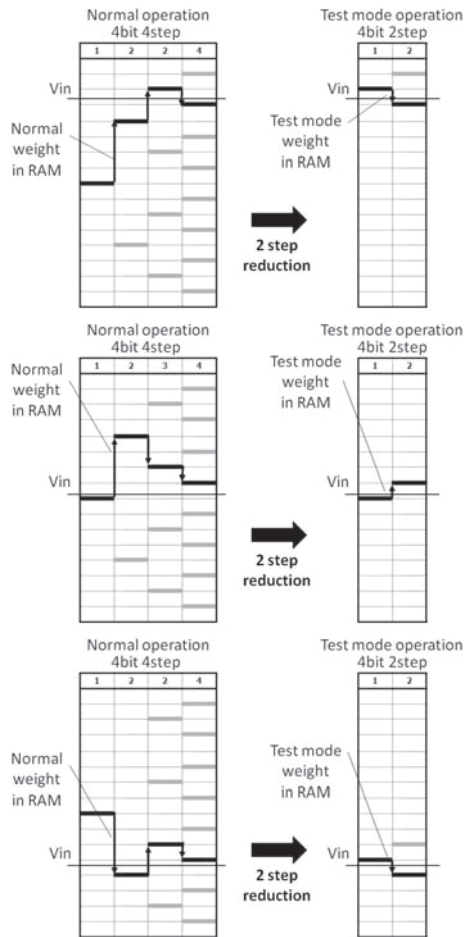 Normal operation
4bit 4step
1 2 2 4
Vin
Normal
weight
in RAM
2 step
reduction
Test mode operation
4bit 2step
1 2
Vin
Test mode
weight
in RAM
Normal operation
4bit 4step
1 2 3 4
Normal
weight
in RAM
Vin
2 step
reduction
Test mode operation
4bit 2step
1 2
Test mode
weight
in RAM
Vin
Normal operation
4bit 4step
1 2 2 4
Normal
weight
in RAM
Vin
2 step
reduction
Test mode operation
4bit 2step
1 2
Test mode
weight
in RAM
Vin